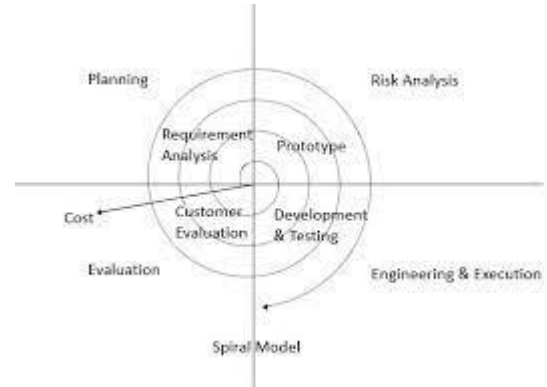 Planning
Risk Analysis
Requirement
Analysis
Prototype
Cost
Customer
Evaluation
Development
& Testing
Evaluation
Engineering & Execution
Spiral Model